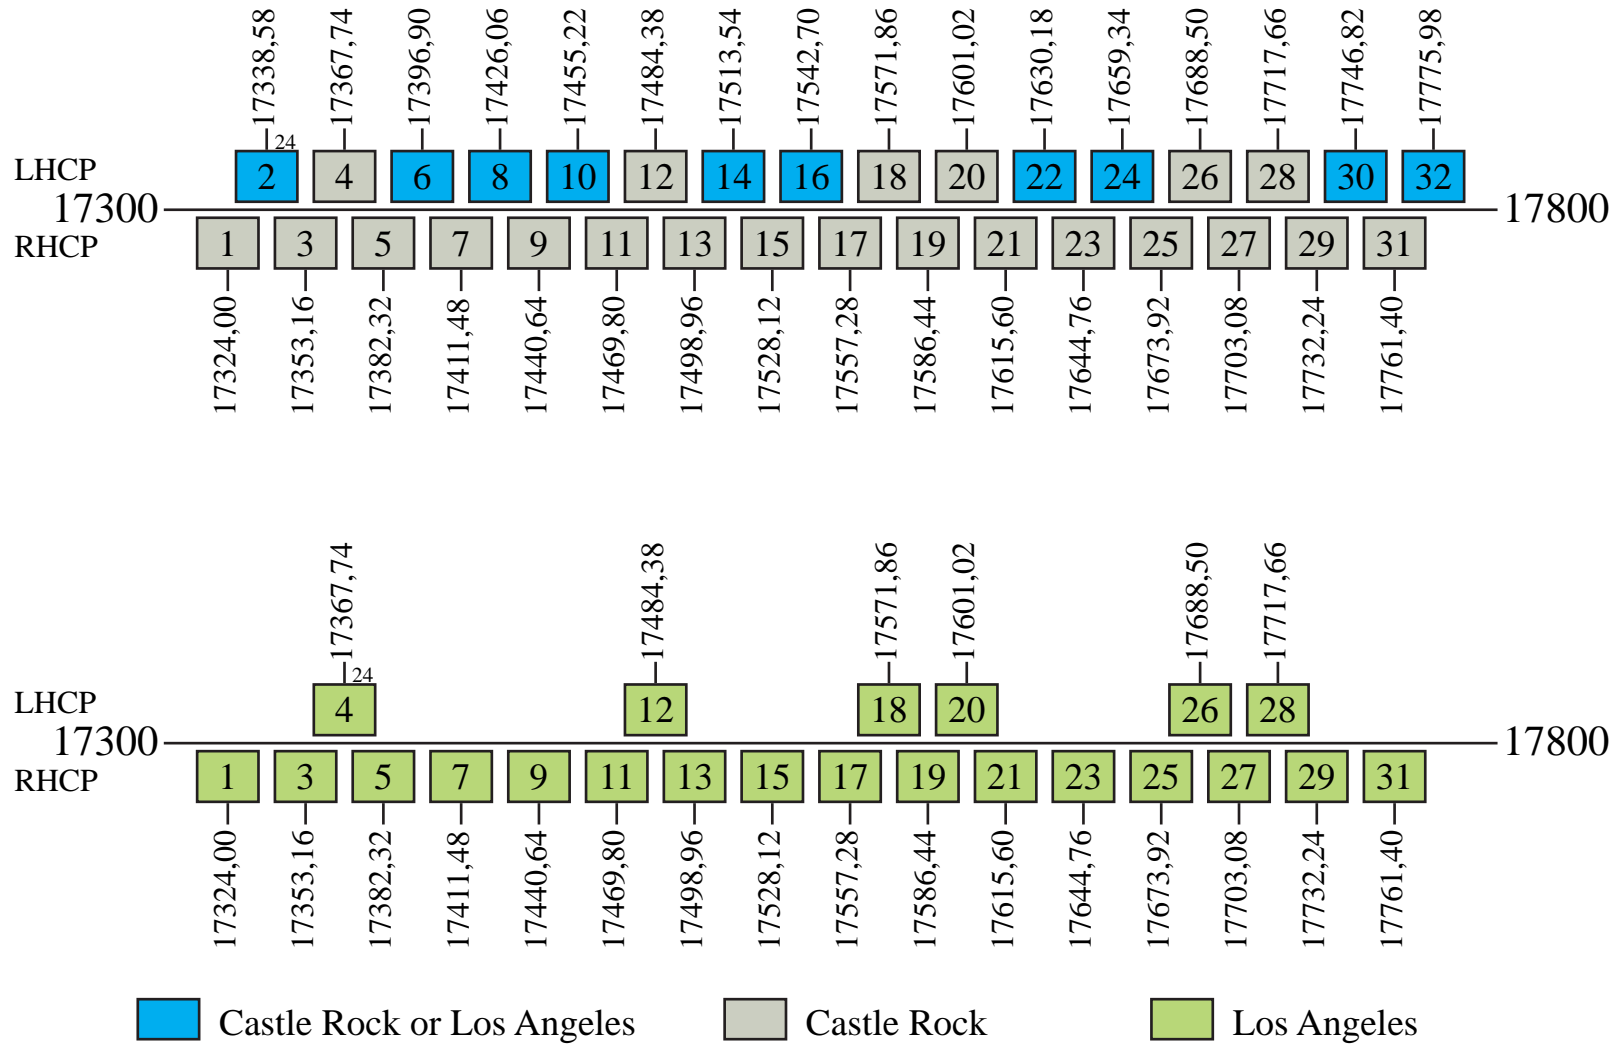 17338,58 17367,74 17396,90 17426,06 17455,22 17484,38 17513,54 17542,70 17571,86 17601,02 17630,18 17659,34 17688,50 17717,66 17746,82 17775,98
24
LHCP 2 4 6 8 10 12 14 16 18 20 22 24 26 28 30 32
17300 17800
RHCP 1 3 5 7 9 11 13 15 17 19 21 23 25 27 29 31
17324,00 17353,16 17382,32 17411,48 17440,64 17469,80 17498,96 17528,12 17557,28 17586,44 17615,60 17644,76 17673,92 17703,08 17732,24 17761,40
17367,74 17484,38 17571,86 17601,02 17688,50 17717,66
24
LHCP 4 12 18 20 26 28
17300 17800
RHCP 1 3 5 7 9 11 13 15 17 19 21 23 25 27 29 31
17324,00 17353,16 17382,32 17411,48 17440,64 17469,80 17498,96 17528,12 17557,28 17586,44 17615,60 17644,76 17673,92 17703,08 17732,24 17761,40
Castle Rock or Los Angeles Castle Rock Los Angeles